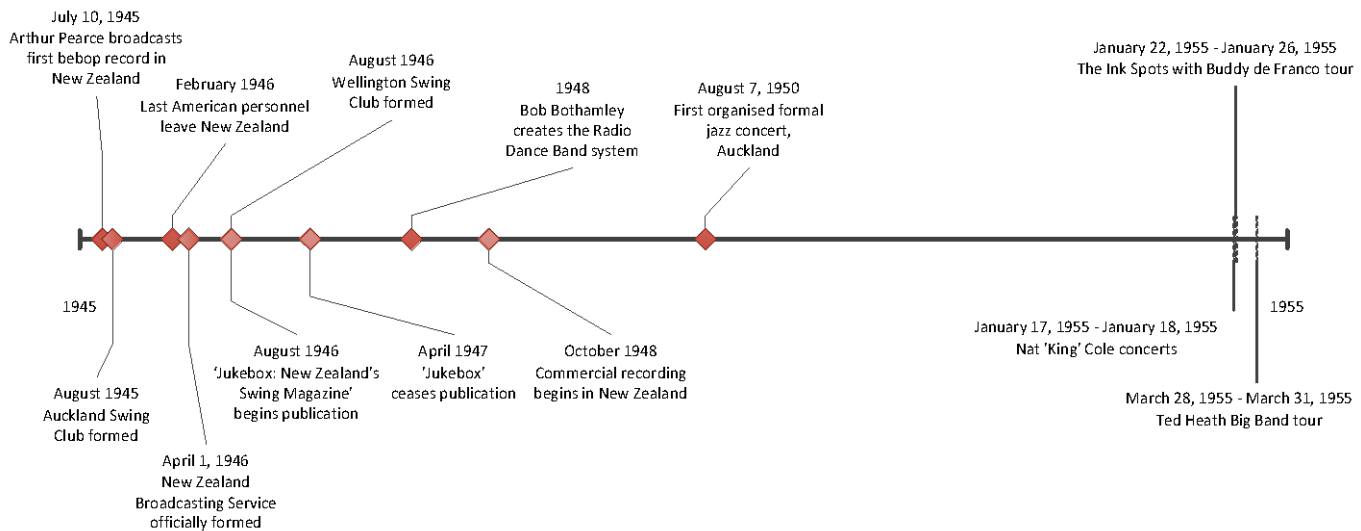 July 10, 1945
Arthur Pearce broadcasts
first bebop record in
New Zealand
February 1946
Last American personnel
leave New Zealand
August 1946
Wellington Swing
Club formed
1948
Bob Bothamley
creates the Radio
Dance Band system
August 7, 1950
First organised formal
jazz concert,
Auckland
January 22, 1955 - January 26, 1955
The Ink Spots with Buddy de Franco tour
1945
1955
August 1945
Auckland Swing
Club formed
April 1, 1946
New Zealand
Broadcasting Service
officially formed
August 1946
'Jukebox: New Zealand's
Swing Magazine'
begins publication
April 1947
'Jukebox'
ceases publication
October 1948
Commercial recording
begins in New Zealand
January 17, 1955 - January 18, 1955
Nat 'King' Cole concerts
March 28, 1955 - March 31, 1955
Ted Heath Big Band tour